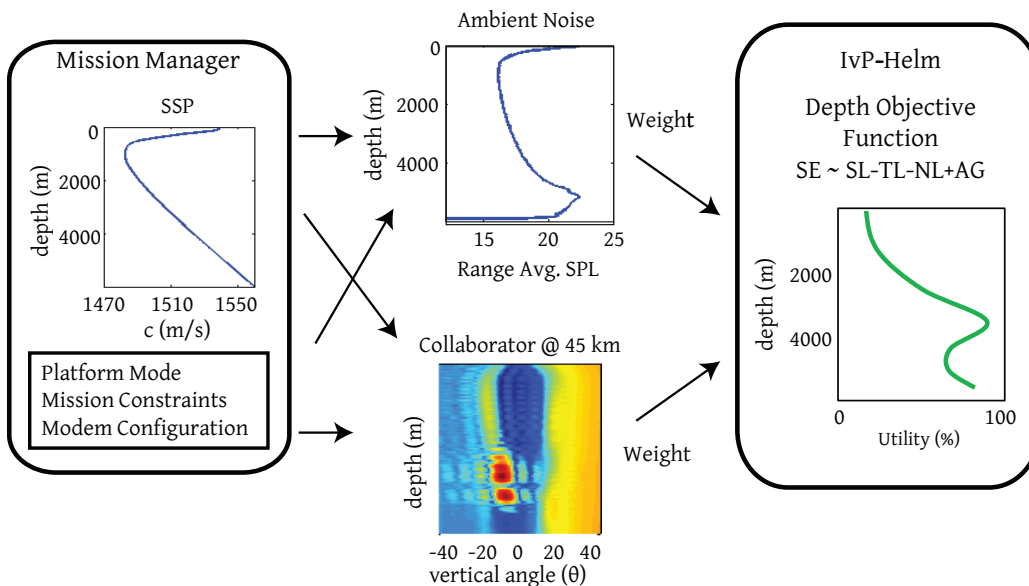 Mission Manager
SSP
0
2000
4000
depth (m)
1470
1510
1550
c (m/s)
Platform Mode
Mission Constraints
Modem Configuration
Ambient Noise
0
2000
4000
depth (m)
15
20
25
Range Avg. SPL
Collaborator @ 45 km
depth (m)
-40
-20
0
20
40
vertical angle (θ)
Weight
Weight
IvP-Helm
Depth Objective
Function
SE ~ SL-TL-NL+AG
2000
4000
depth (m)
0
100
Utility (%)